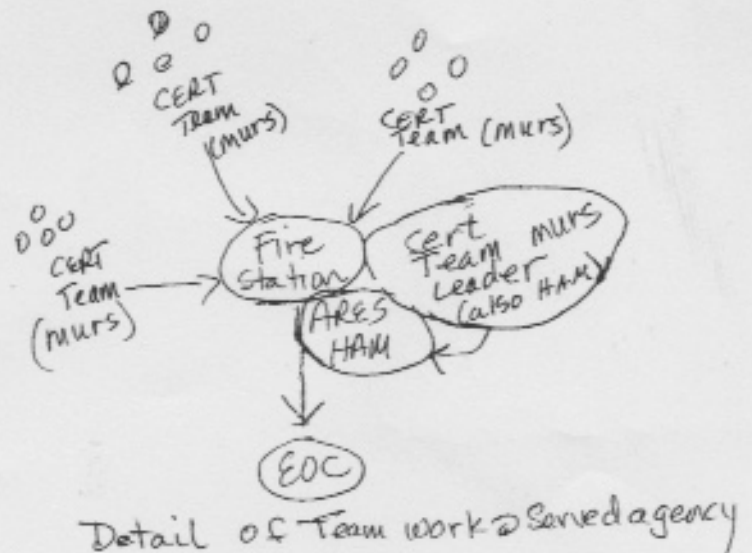 CERT
Team
(murs)
CERT
Team (murs)
CERT
Team
(murs)
Fire
Station
Cert
Team murs
Leader
(also HAM)
ARES
HAM
EOC
Detail of Team work @ Served agency